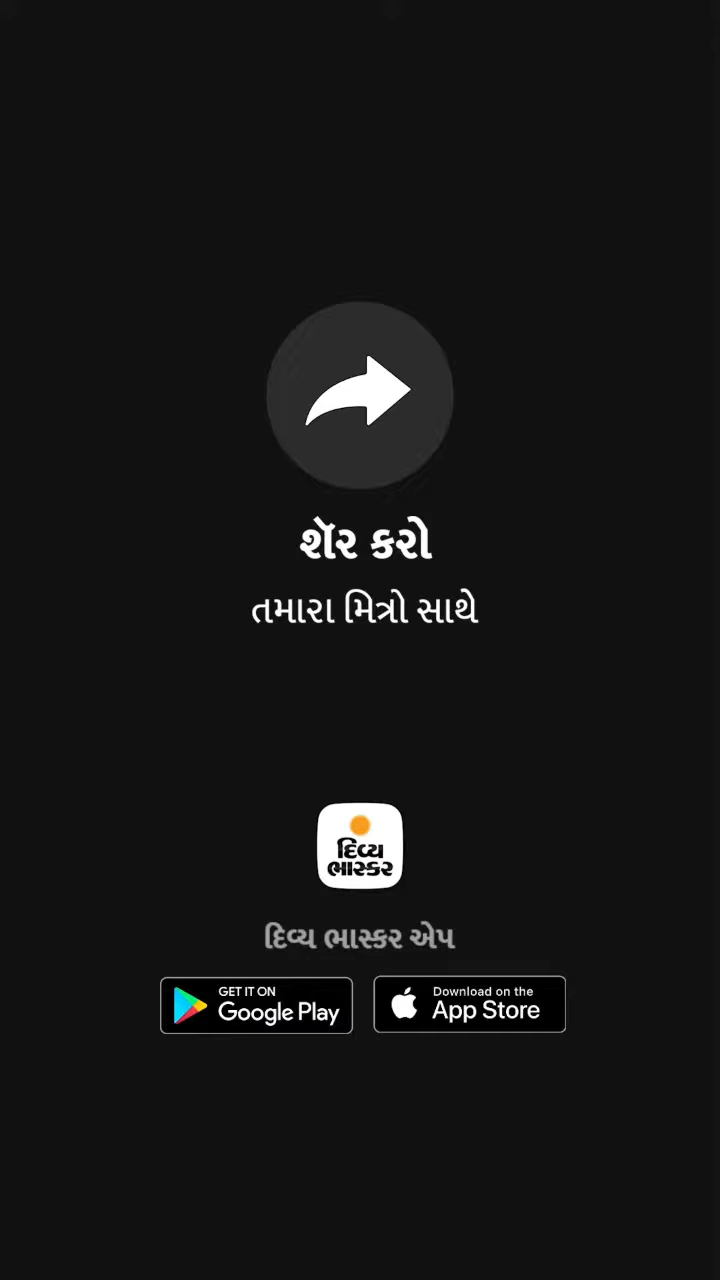 શૅર કરો
તમારા મિત્રો સાથે
દિવ્ય
ભાસ્કર
દિવ્ય ભાસ્કર એપ
GET IT ON
Google Play
Download on the
App Store